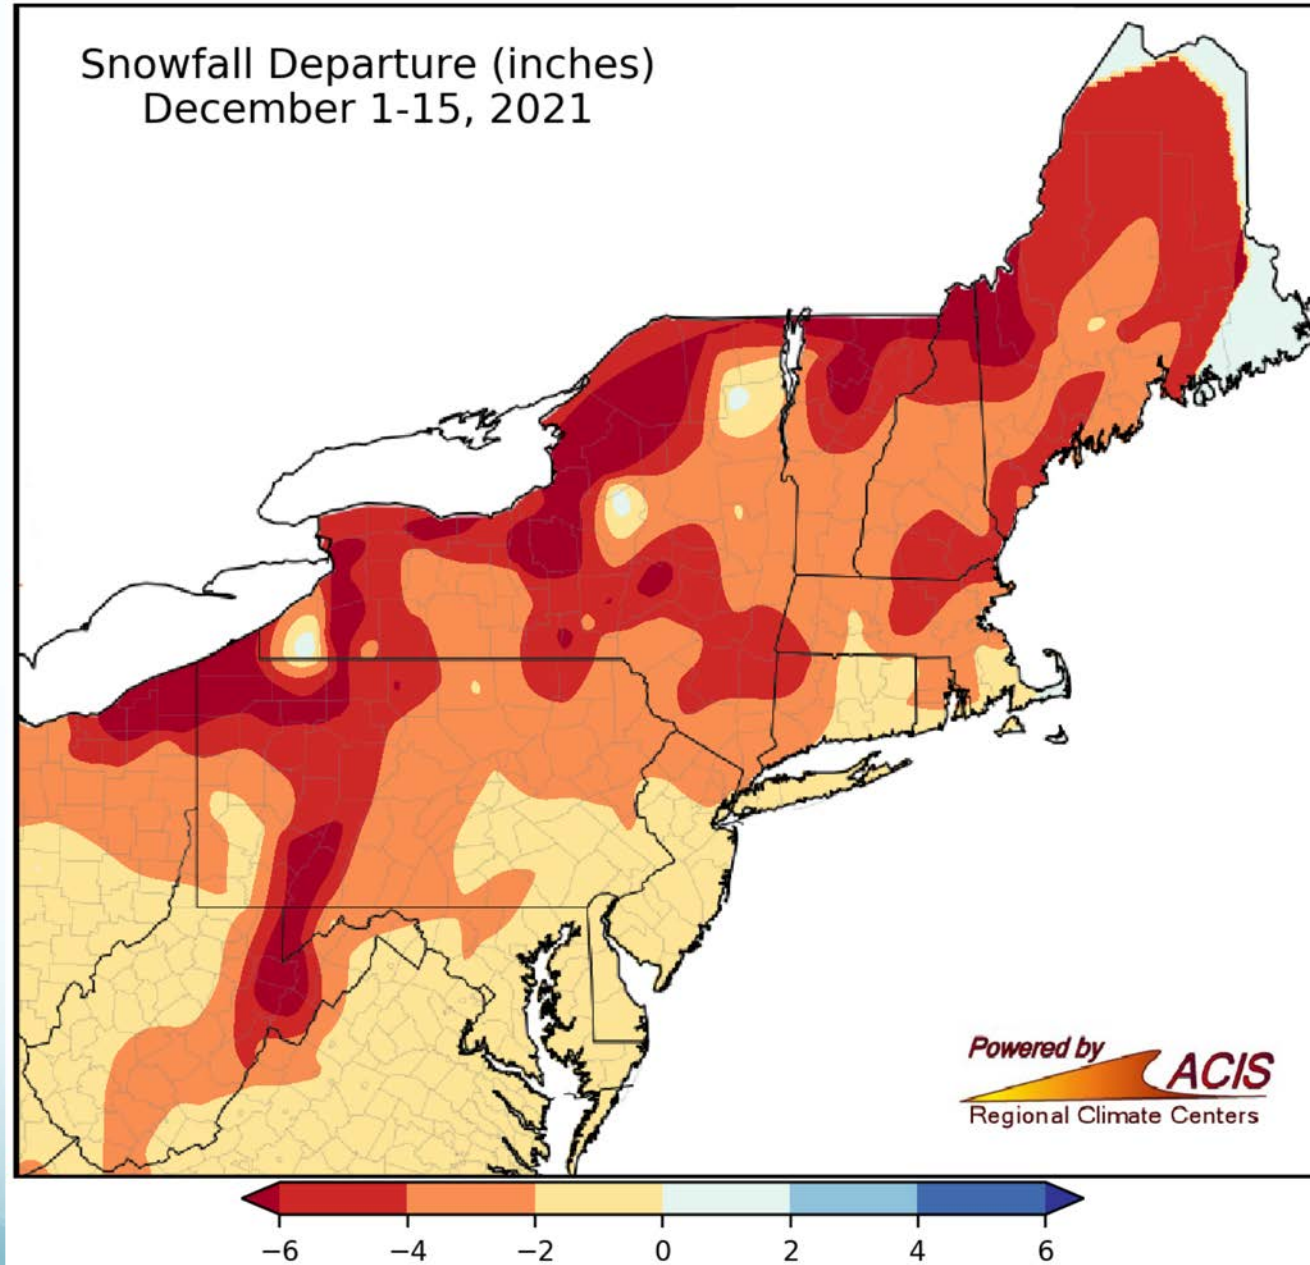 Snowfall Departure (inches)
December 1-15, 2021
Powered by
ACIS
Regional Climate Centers
−6 −4 −2 0 2 4 6